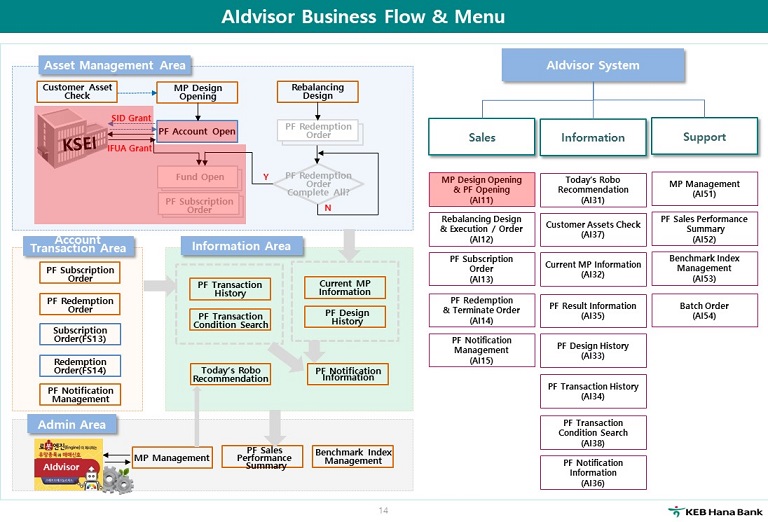 AIdvisor Business Flow & Menu
Asset Management Area
Customer Asset
Check
MP Design
Opening
Rebalancing
Design
SID Grant
KSEI
PF Account Open
IFUA Grant
PF Redemption
Order
Fund Open
Y
PF Redemption
Order
Complete All?
PF Subscription
Order
N
Account
Transaction Area
PF Subscription
Order
PF Redemption
Order
Subscription
Order(FS13)
Redemption
Order(FS14)
PF Notification
Management
Information Area
PF Transaction
History
PF Transaction
Condition Search
Current MP
Information
PF Design
History
Today's Robo
Recommendation
PF Notification
Information
Admin Area
AIdvisor
MP Management
PF Sales
Performance
Summary
Benchmark Index
Management
AIdvisor System
Sales
Information
Support
MP Design Opening
& PF Opening
(AI11)
Rebalancing Design
& Execution / Order
(AI12)
PF Subscription
Order
(AI13)
PF Redemption
& Terminate Order
(AI14)
PF Notification
Management
(AI15)
Today's Robo
Recommendation
(AI31)
Customer Assets Check
(AI37)
Current MP Information
(AI32)
PF Result Information
(AI35)
PF Design History
(AI33)
PF Transaction History
(AI34)
PF Transaction
Condition Search
(AI38)
PF Notification
Information
(AI36)
MP Management
(AI51)
PF Sales Performance
Summary
(AI52)
Benchmark Index
Management
(AI53)
Batch Order
(AI54)
14
KEB Hana Bank